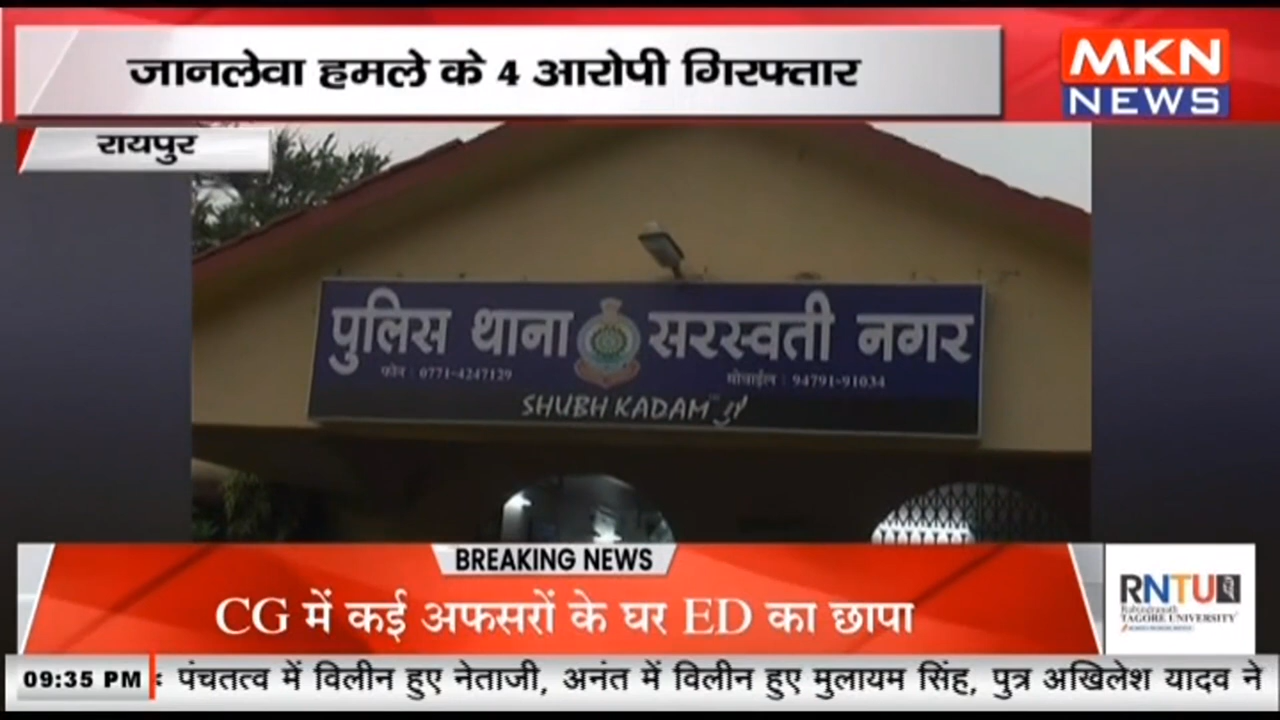 जानलेवा हमले के 4 आरोपी गिरफ्तार
MKN
NEWS
रायपुर
पुलिस थाना सरस्वती नगर
फोन : 0771-4247129 मोबाईल : 94791-91034
SHUBH KADAM
BREAKING NEWS
CG में कई अफसरों के घर ED का छापा
RNTU
Rabindranath
TAGORE UNIVERSITY
09:35 PM
पंचतत्व में विलीन हुए नेताजी, अनंत में विलीन हुए मुलायम सिंह, पुत्र अखिलेश यादव ने